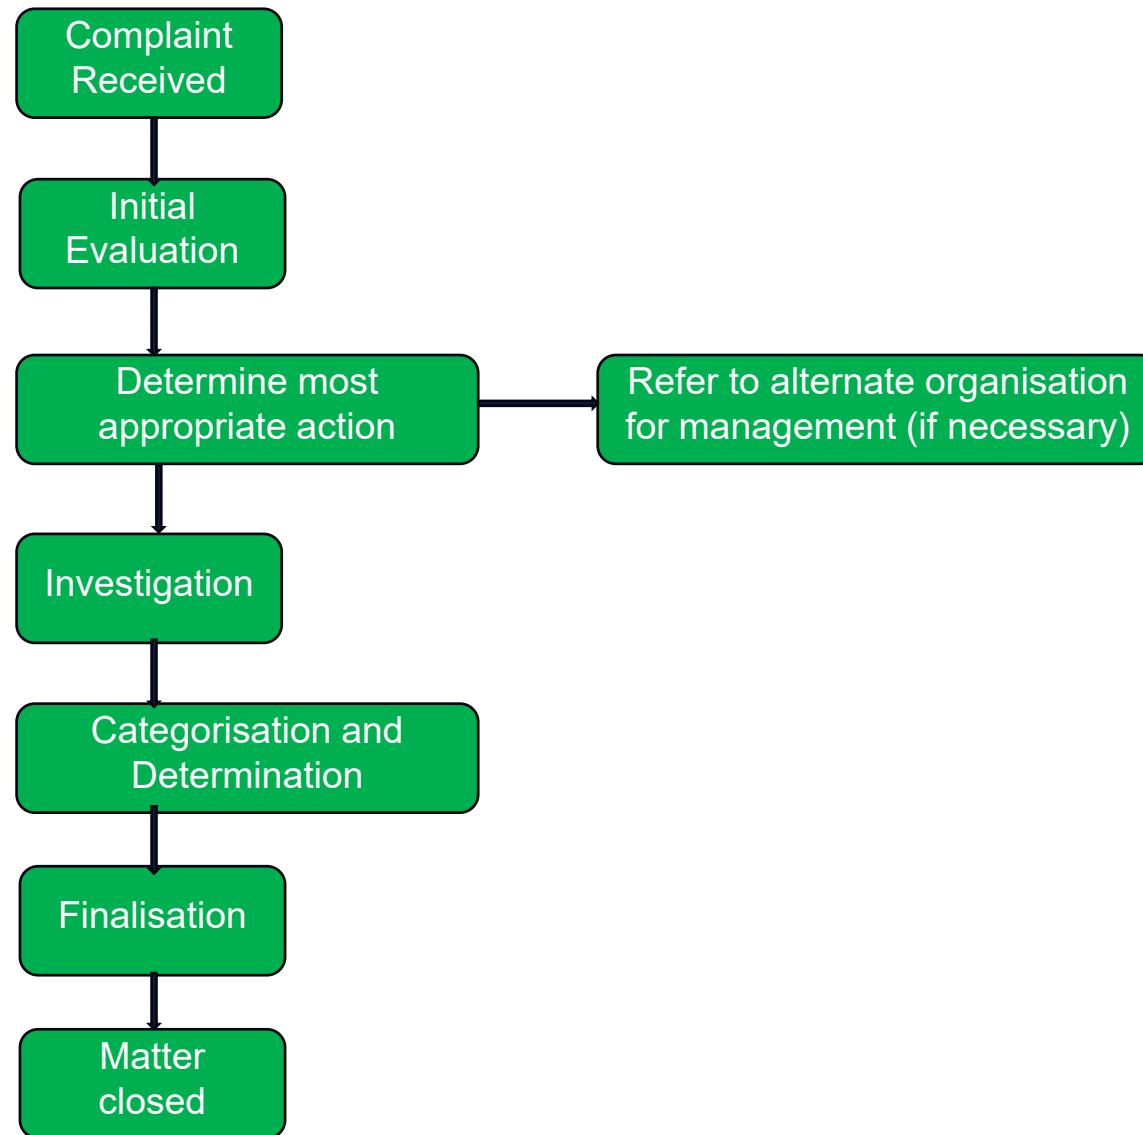 Complaint
Received
Initial
Evaluation
Determine most
appropriate action
Refer to alternate organisation
for management (if necessary)
Investigation
Categorisation and
Determination
Finalisation
Matter
closed